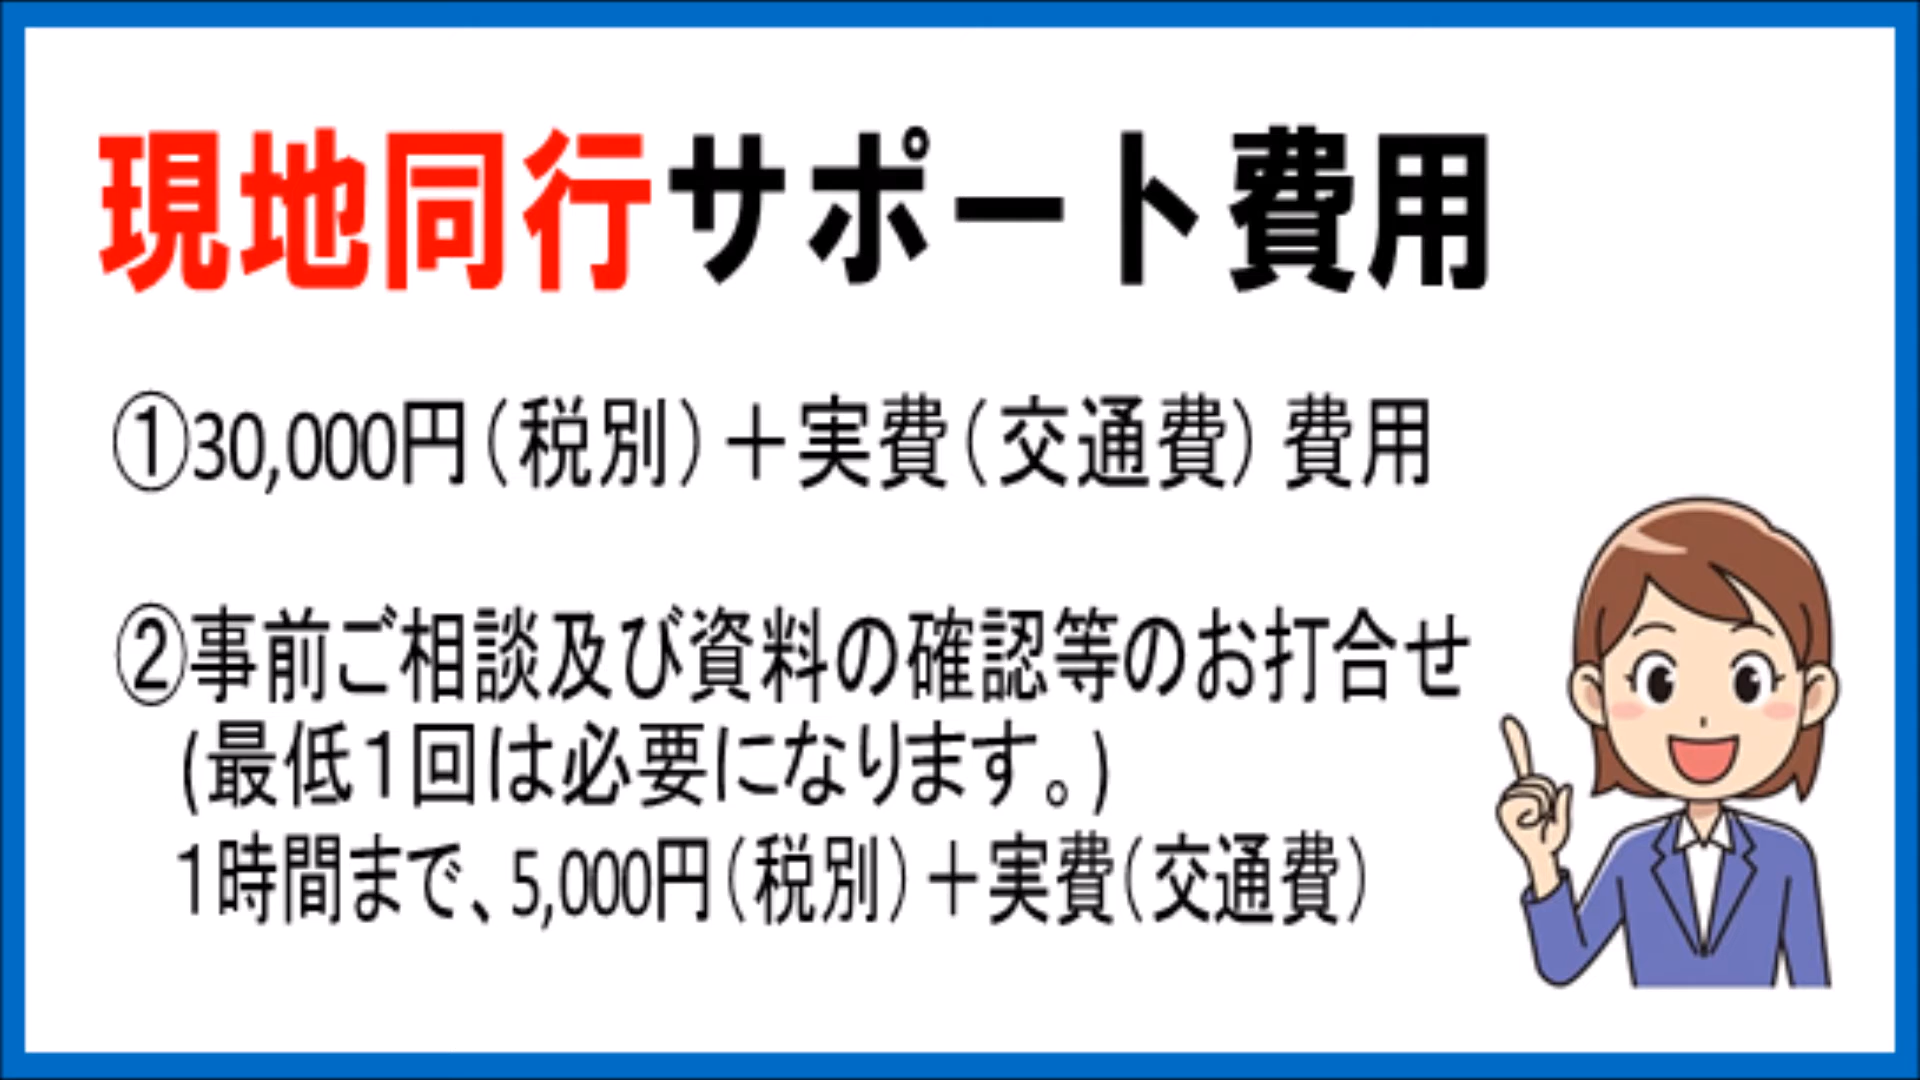 現地同行サポート費用
①30,000円（税別）＋実費（交通費）費用
②事前ご相談及び資料の確認等のお打合せ
(最低１回は必要になります。)
１時間まで、5,000円（税別）＋実費（交通費）